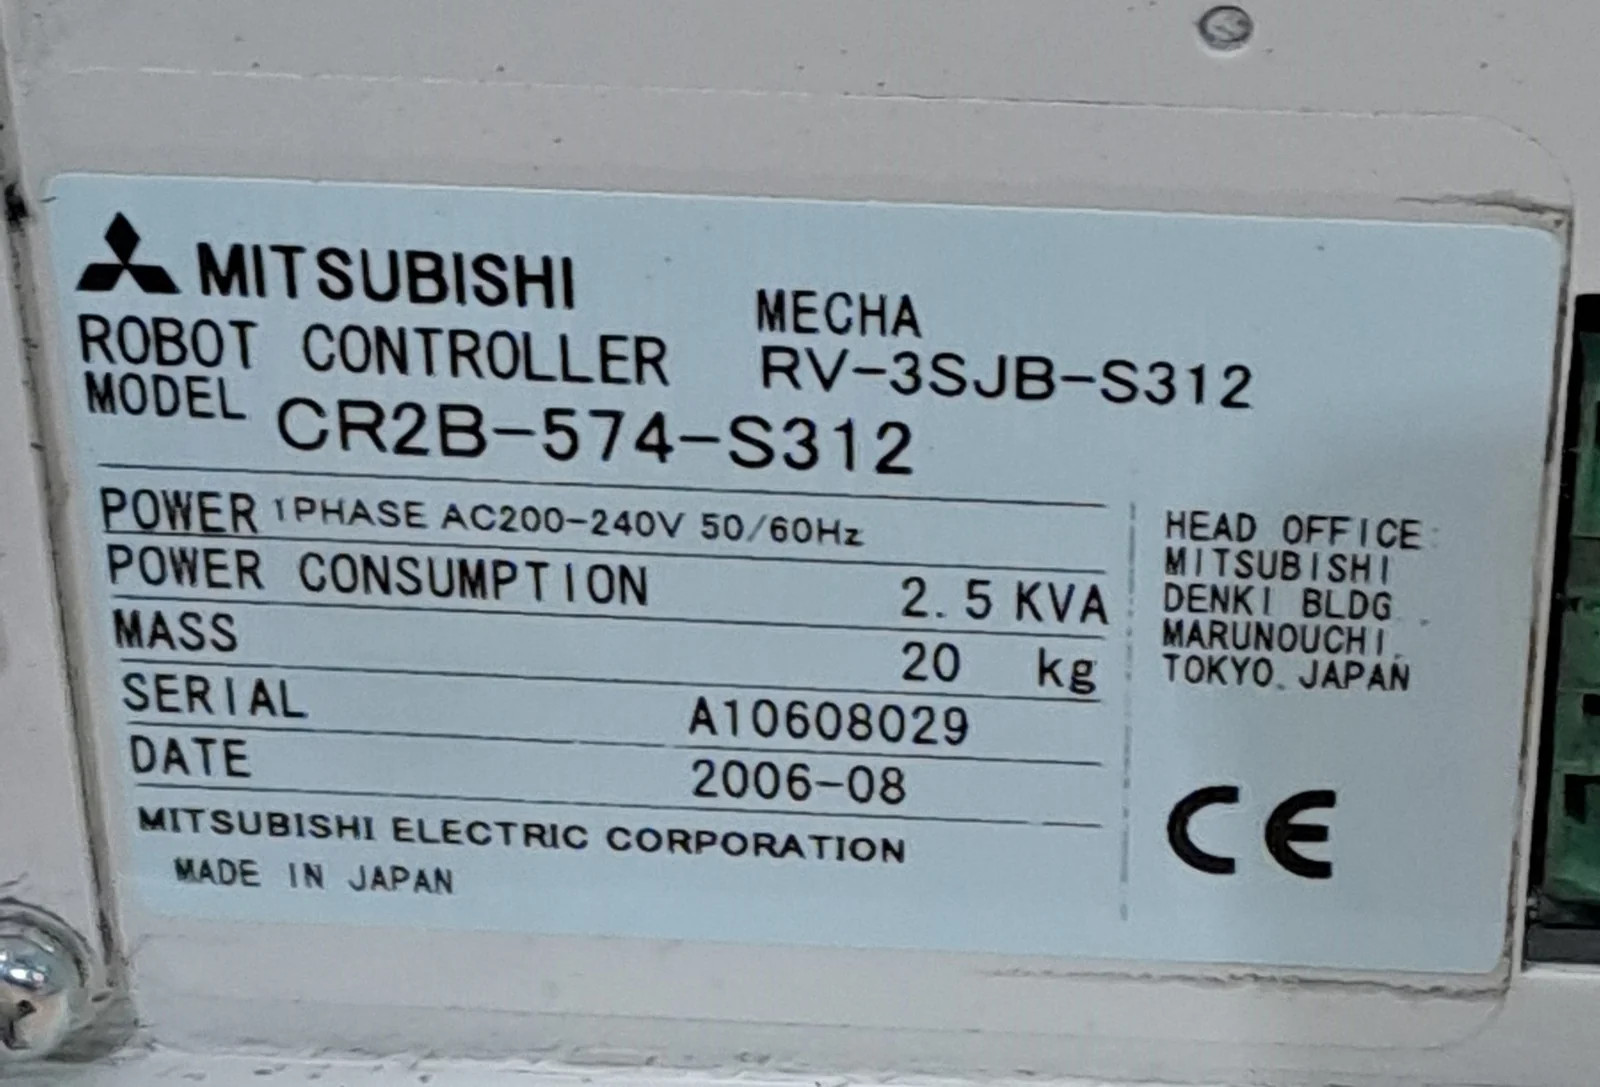 MITSUBISHI
ROBOT CONTROLLER
MECHA
RV-3SJB-S312
MODEL CR2B-574-S312
POWER 1PHASE AC200-240V 50/60Hz
POWER CONSUMPTION 2.5 KVA
MASS 20 kg
SERIAL A10608029
DATE 2006-08
MITSUBISHI ELECTRIC CORPORATION
MADE IN JAPAN
HEAD OFFICE:
MITSUBISHI
DENKI BLDG.,
MARUNOUCHI,
TOKYO. JAPAN
CE